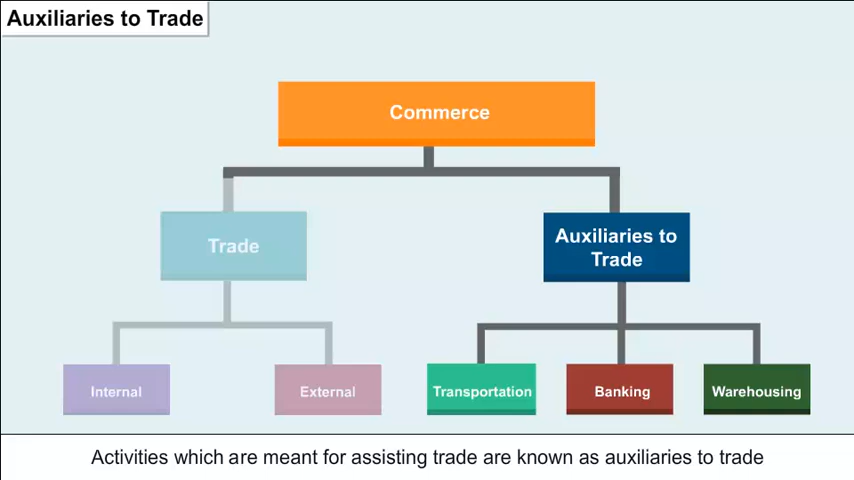 Auxiliaries to Trade
Commerce
Trade
Auxiliaries to
Trade
Internal
External
Transportation
Banking
Warehousing
Activities which are meant for assisting trade are known as auxiliaries to trade